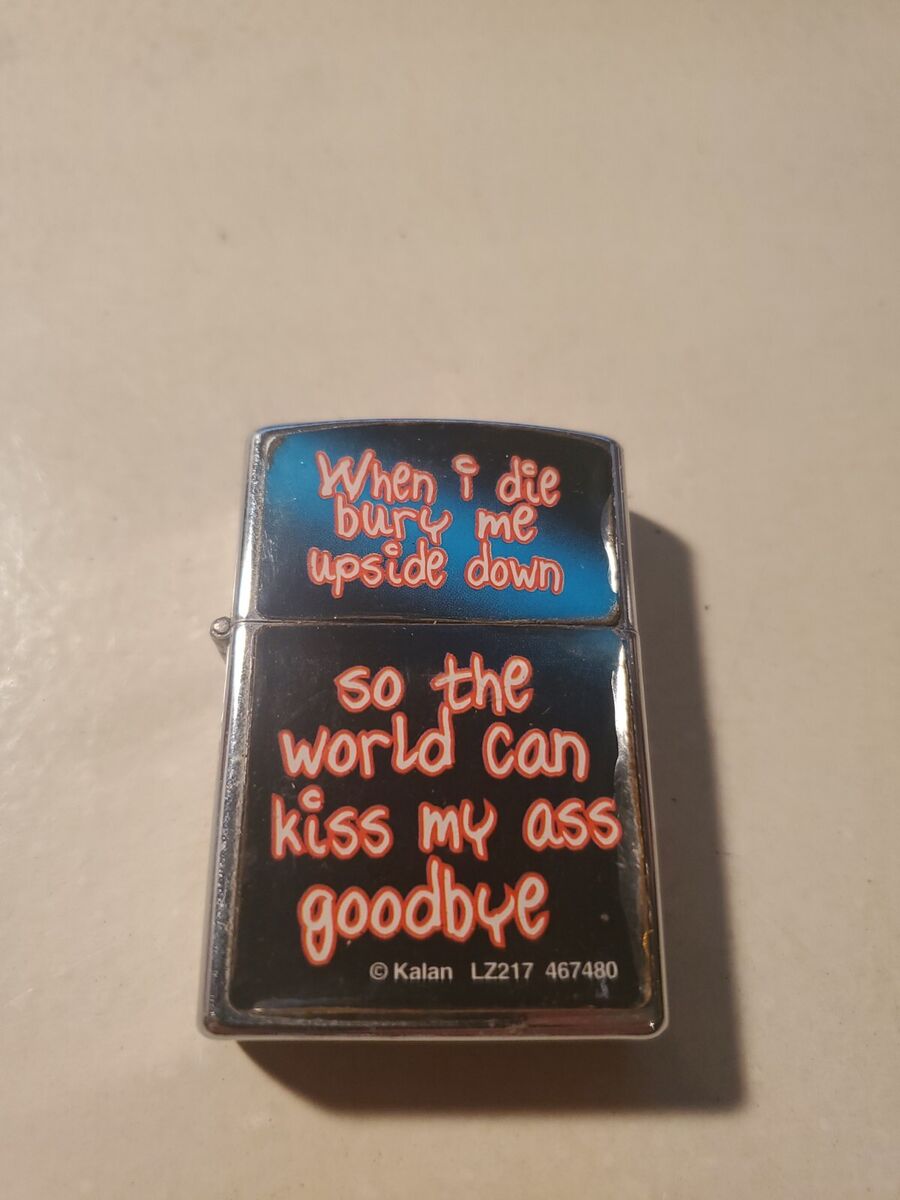 When i die
bury me
upside down
so the
world can
kiss my ass
goodbye
© Kalan LZ217 467480